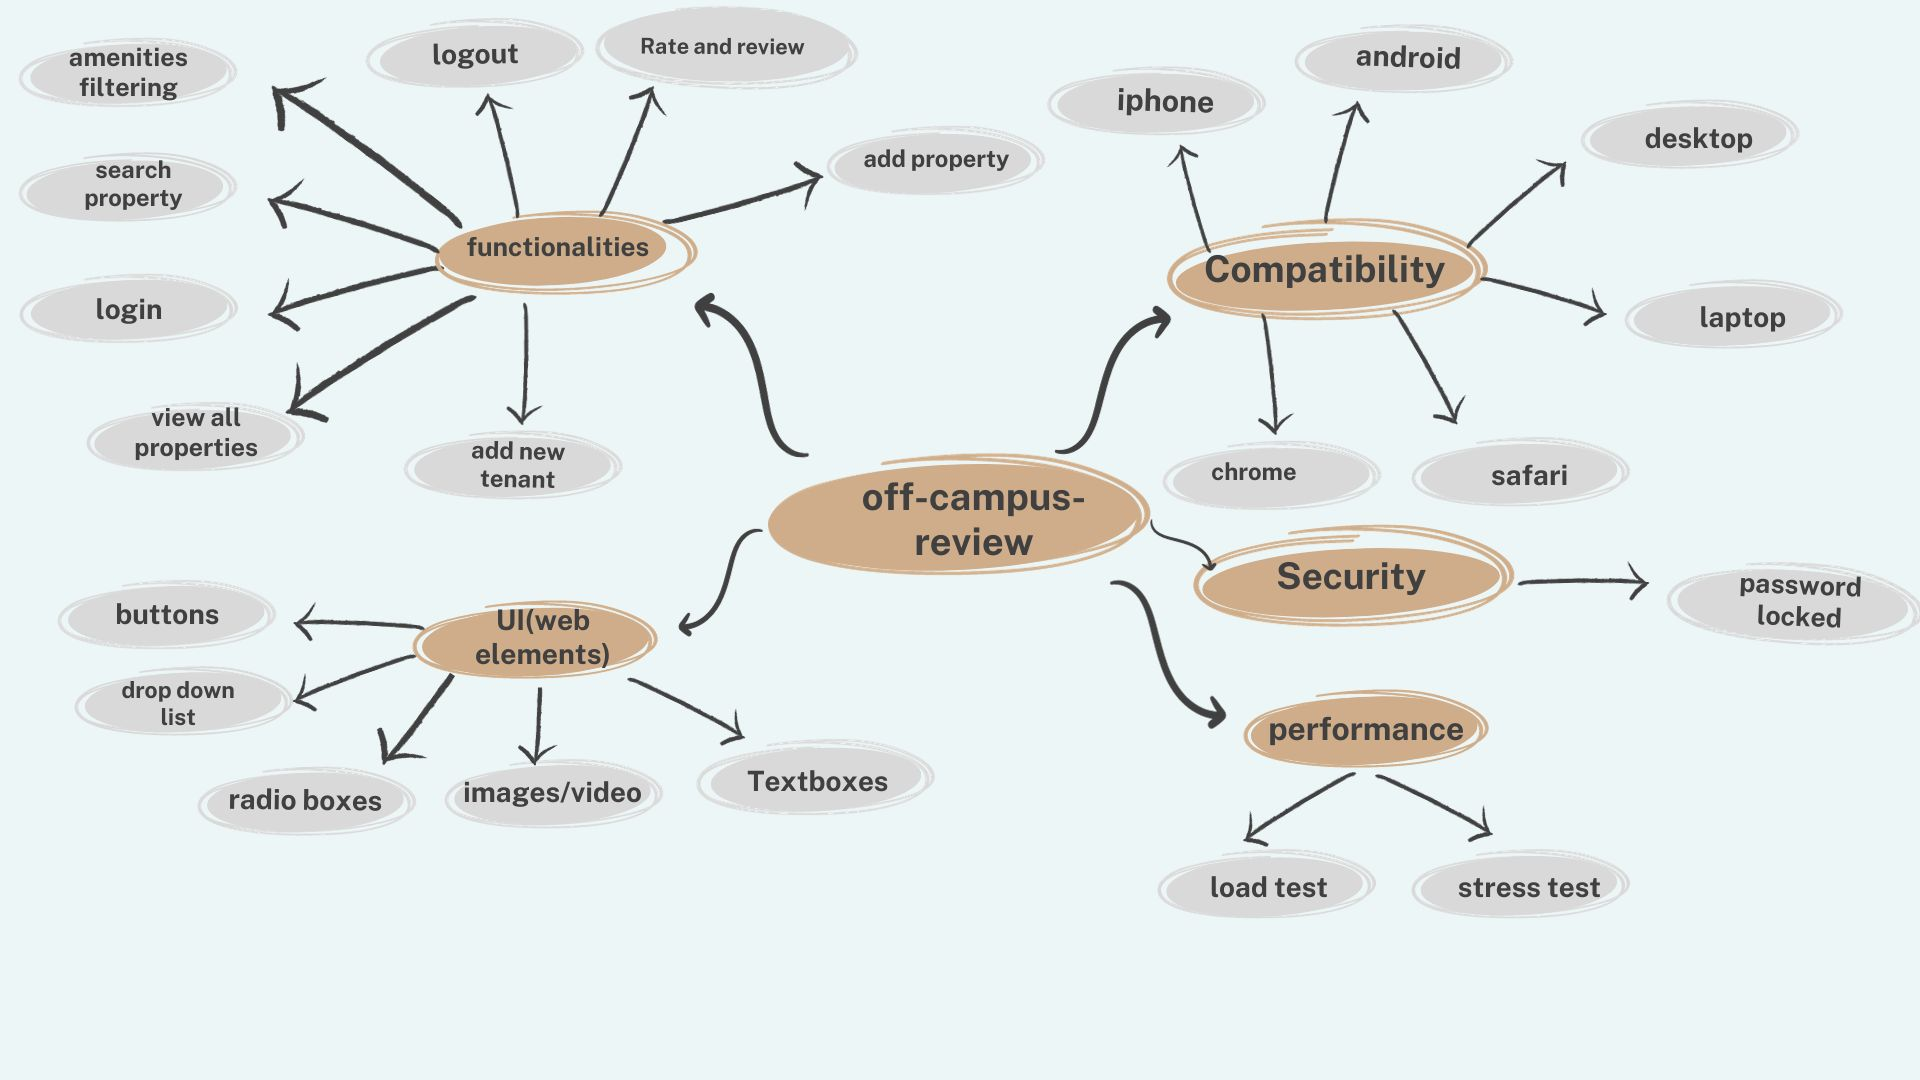 amenities
filtering
logout
Rate and review
search
property
add property
functionalities
login
view all
properties
add new
tenant
iphone
android
desktop
Compatibility
laptop
chrome
safari
off-campus-
review
Security
password
locked
UI(web
elements)
buttons
drop down
list
radio boxes
images/video
Textboxes
performance
load test
stress test